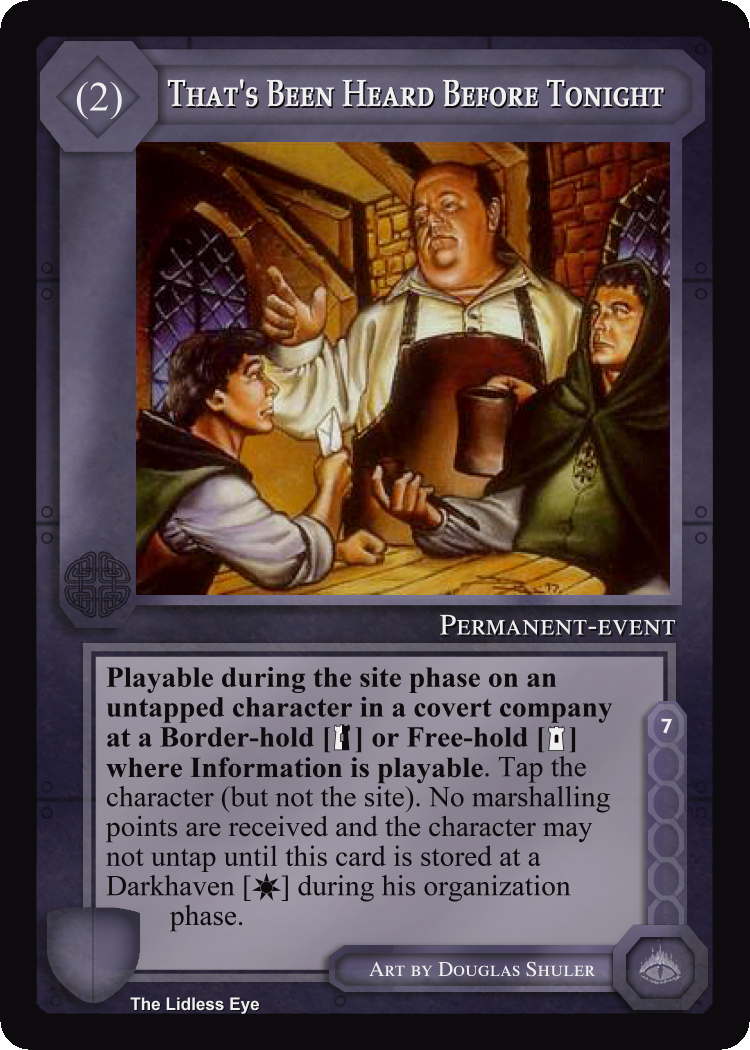 (2)
That's Been Heard Before Tonight
Permanent-event
Playable during the site phase on an
untapped character in a covert company
at a Border-hold [ ] or Free-hold [ ]
where Information is playable. Tap the
character (but not the site). No marshalling
points are received and the character may
not untap until this card is stored at a
Darkhaven [ ] during his organization
phase.
7
Art by Douglas Shuler
The Lidless Eye